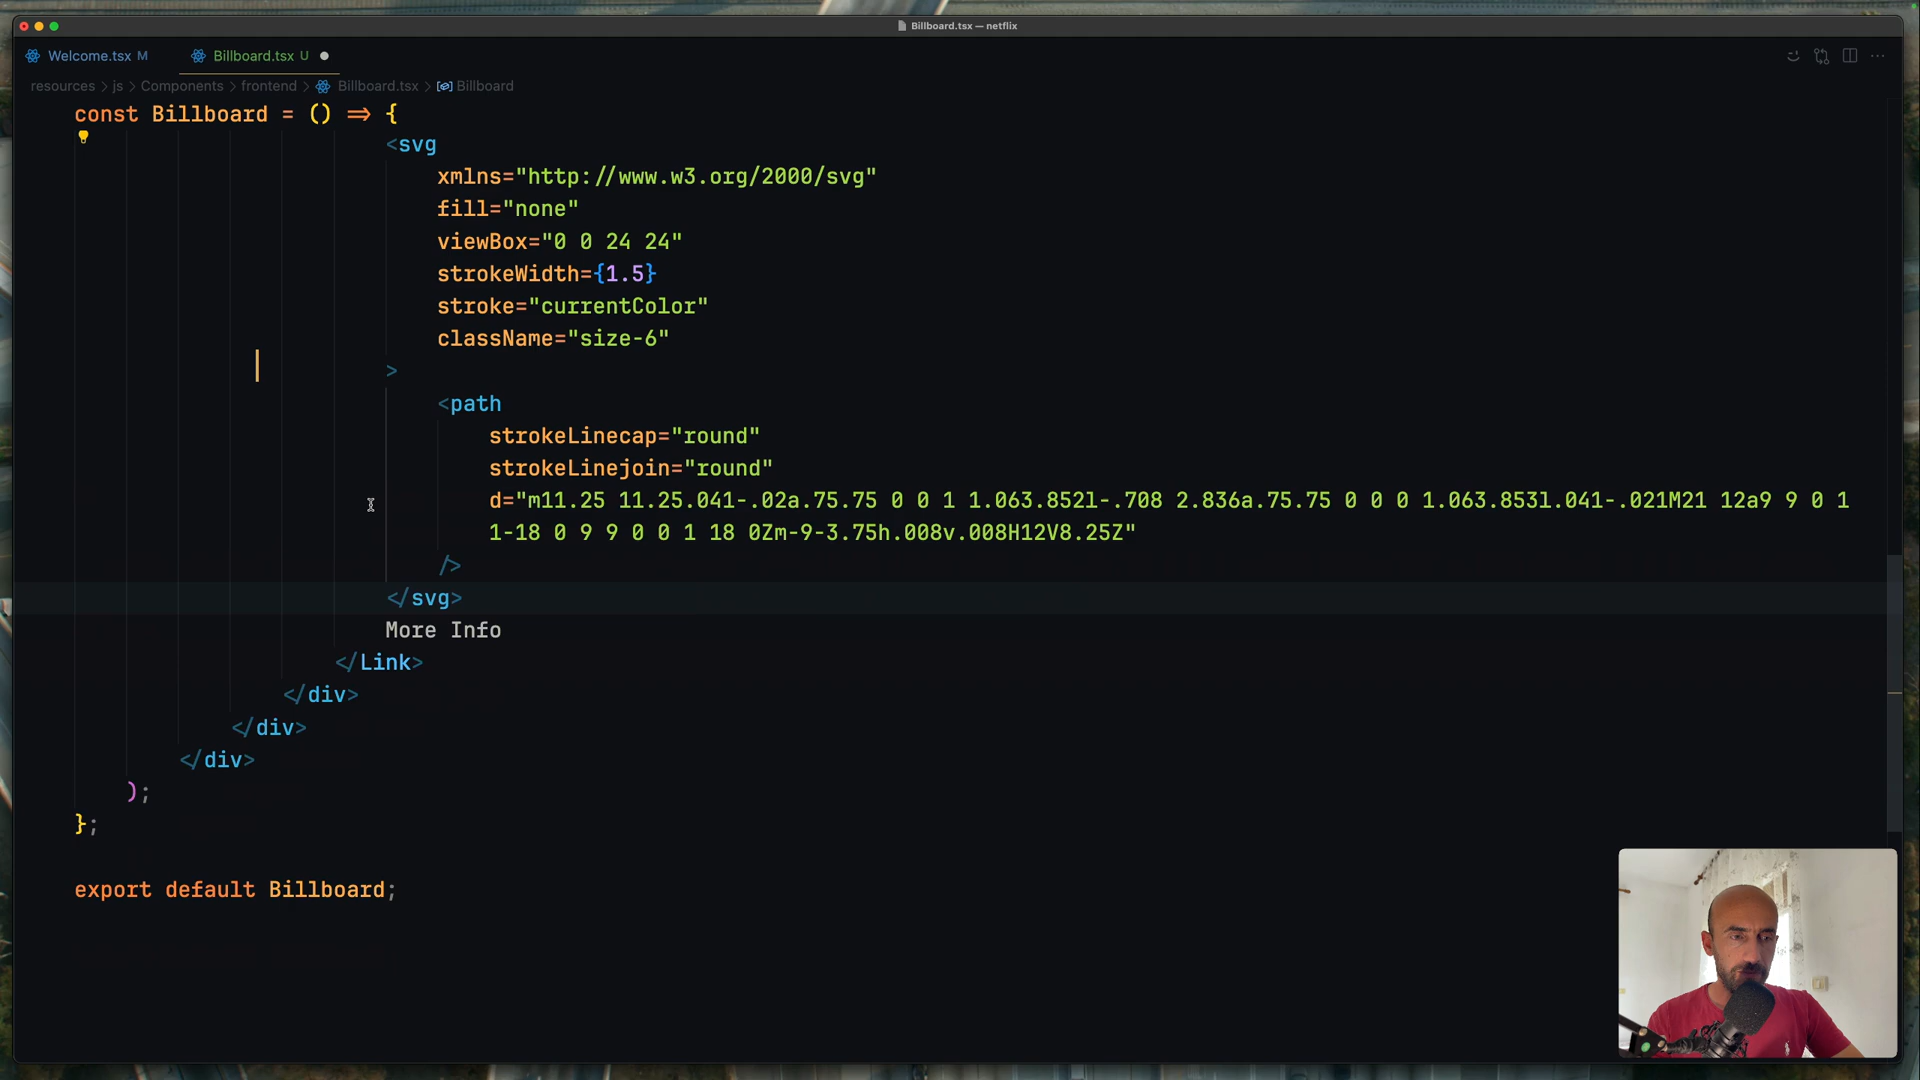 Billboard.tsx — netflix
Welcome.tsx M
Billboard.tsx U
resources > js > Components > frontend > Billboard.tsx > Billboard
const Billboard = () => {
<svg
xmlns="http://www.w3.org/2000/svg"
fill="none"
viewBox="0 0 24 24"
strokeWidth={1.5}
stroke="currentColor"
className="size-6"
>
<path
strokeLinecap="round"
strokeLinejoin="round"
d="m11.25 11.25.041-.02a.75.75 0 0 1 1.063.852l-.708 2.836a.75.75 0 0 0 1.063.853l.041-.021M21 12a9 9 0 1
1-18 0 9 9 0 0 1 18 0Zm-9-3.75h.008v.008H12V8.25Z"
/>
</svg>
More Info
</Link>
</div>
</div>
</div>
);
};
export default Billboard;